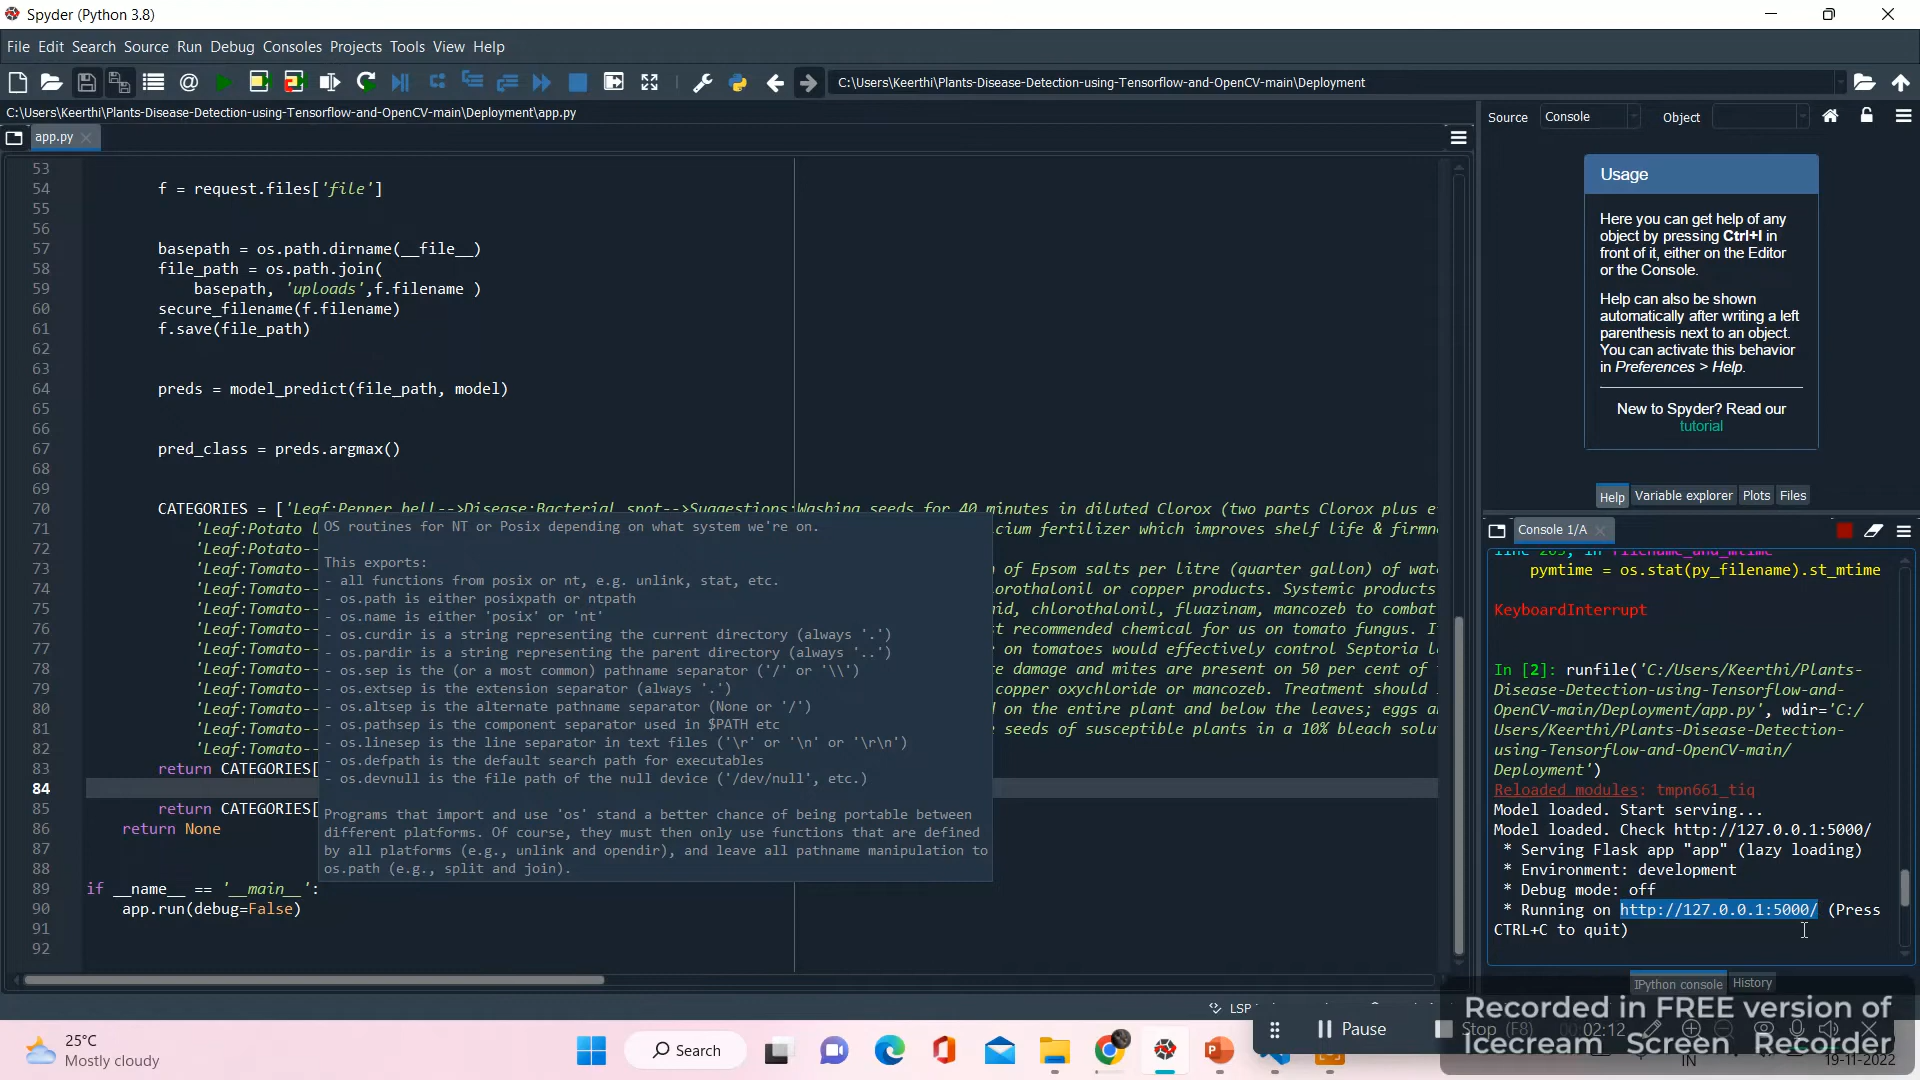 Spyder (Python 3.8)
File Edit Search Source Run Debug Consoles Projects Tools View Help
C:\Users\Keerthi\Plants-Disease-Detection-using-Tensorflow-and-OpenCV-main\Deployment
C:\Users\Keerthi\Plants-Disease-Detection-using-Tensorflow-and-OpenCV-main\Deployment\app.py
app.py
53
54 f = request.files['file']
55
56
57 basepath = os.path.dirname(__file__)
58 file_path = os.path.join(
59 basepath, 'uploads',f.filename )
60 secure_filename(f.filename)
61 f.save(file_path)
62
63
64 preds = model_predict(file_path, model)
65
66
67 pred_class = preds.argmax()
68
69
70 CATEGORIES = ['Leaf:Pepper bell-->Disease:Bacterial spot-->Suggestions:Washing seeds for 40 minutes in diluted Clorox (two parts Clorox plus e
71 'Leaf:Potato cium fertilizer which improves shelf life & firmne
72 'Leaf:Potato--
73 'Leaf:Tomato-- n of Epsom salts per litre (quarter gallon) of wat
74 'Leaf:Tomato-- orothalonil or copper products. Systemic products
75 'Leaf:Tomato-- id, chlorothalonil, fluazinam, mancozeb to combat
76 'Leaf:Tomato-- st recommended chemical for us on tomato fungus. I
77 'Leaf:Tomato-- on tomatoes would effectively control Septoria l
78 'Leaf:Tomato-- e damage and mites are present on 50 per cent of
79 'Leaf:Tomato-- copper oxychloride or mancozeb. Treatment should
80 'Leaf:Tomato-- d on the entire plant and below the leaves; eggs a
81 'Leaf:Tomato-- e seeds of susceptible plants in a 10% bleach solu
82 'Leaf:Tomato--
83 return CATEGORIES[
84
85 return CATEGORIES[
86 return None
87
88
89 if __name__ == '__main__':
90 app.run(debug=False)
91
92
OS routines for NT or Posix depending on what system we're on.
This exports:
- all functions from posix or nt, e.g. unlink, stat, etc.
- os.path is either posixpath or ntpath
- os.name is either 'posix' or 'nt'
- os.curdir is a string representing the current directory (always '.')
- os.pardir is a string representing the parent directory (always '..')
- os.sep is the (or a most common) pathname separator ('/' or '\\')
- os.extsep is the extension separator (always '.')
- os.altsep is the alternate pathname separator (None or '/')
- os.pathsep is the component separator used in $PATH etc
- os.linesep is the line separator in text files ('\r' or '\n' or '\r\n')
- os.defpath is the default search path for executables
- os.devnull is the file path of the null device ('/dev/null', etc.)
Programs that import and use 'os' stand a better chance of being portable between
different platforms. Of course, they must then only use functions that are defined
by all platforms (e.g., unlink and opendir), and leave all pathname manipulation to
os.path (e.g., split and join).
Source Console Object
Usage
Here you can get help of any
object by pressing Ctrl+I in
front of it, either on the Editor
or the Console.
Help can also be shown
automatically after writing a left
parenthesis next to an object.
You can activate this behavior
in Preferences > Help.
New to Spyder? Read our
tutorial
Help Variable explorer Plots Files
Console 1/A
line 265, in filename_and_mtime
pymtime = os.stat(py_filename).st_mtime
KeyboardInterrupt
In [2]: runfile('C:/Users/Keerthi/Plants-
Disease-Detection-using-Tensorflow-and-
OpenCV-main/Deployment/app.py', wdir='C:/
Users/Keerthi/Plants-Disease-Detection-
using-Tensorflow-and-OpenCV-main/
Deployment')
Reloaded modules: tmpn661_tiq
Model loaded. Start serving...
Model loaded. Check http://127.0.0.1:5000/
* Serving Flask app "app" (lazy loading)
* Environment: development
* Debug mode: off
* Running on http://127.0.0.1:5000/ (Press
CTRL+C to quit)
IPython console History
LSP
Pause Stop (F8) 00:02:12
Recorded in FREE version of
Icecream Screen Recorder
25°C
Mostly cloudy
Search
IN
19-11-2022